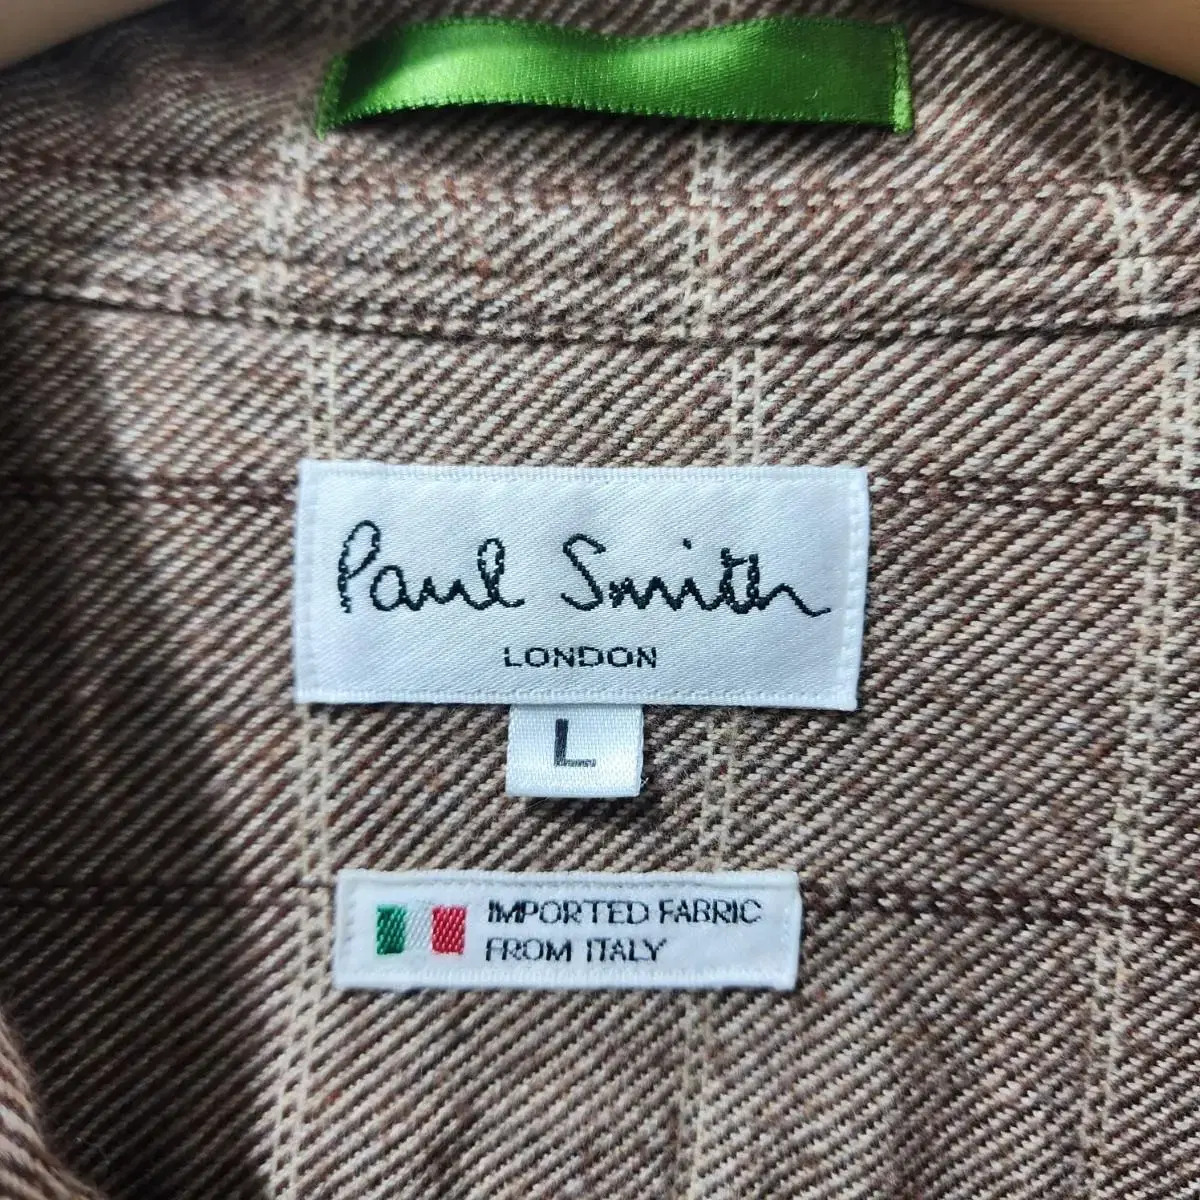 Paul Smith
LONDON
L
IMPORTED FABRIC
FROM ITALY